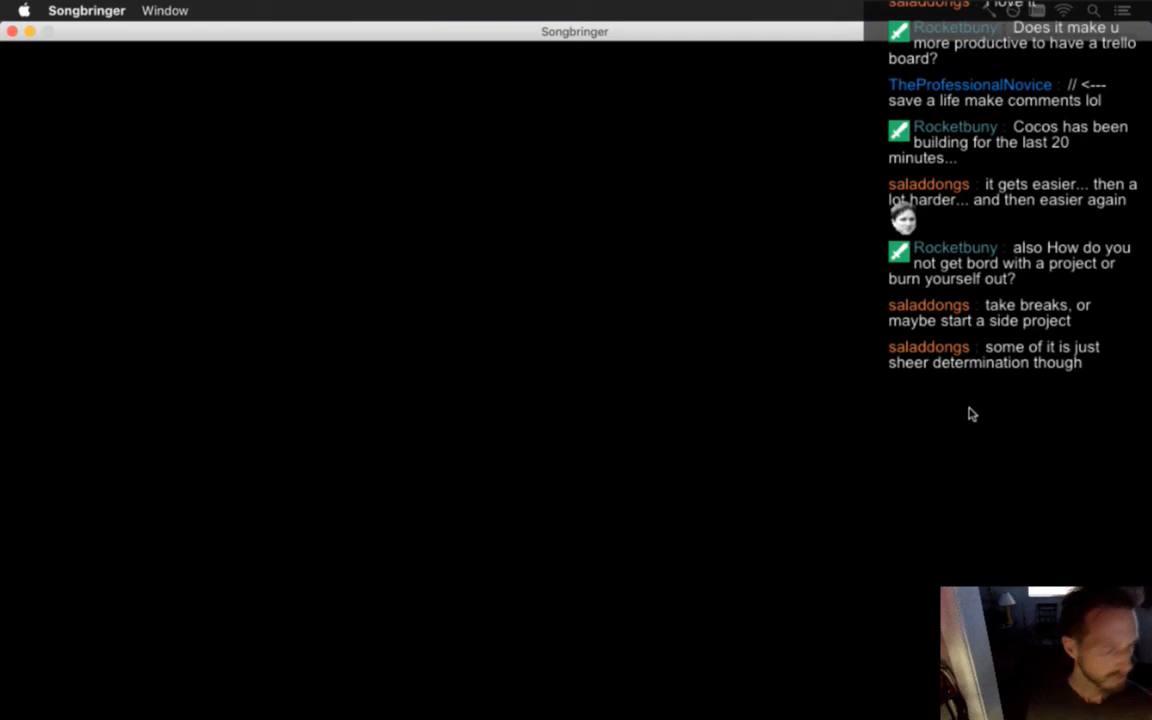 Songbringer Window
Songbringer
saladdongs : I love it
Rocketbuny : Does it make u
more productive to have a trello
board?
TheProfessionalNovice : // <---
save a life make comments lol
Rocketbuny : Cocos has been
building for the last 20
minutes...
saladdongs : it gets easier... then a
lot harder... and then easier again
Rocketbuny : also How do you
not get bord with a project or
burn yourself out?
saladdongs : take breaks, or
maybe start a side project
saladdongs : some of it is just
sheer determination though